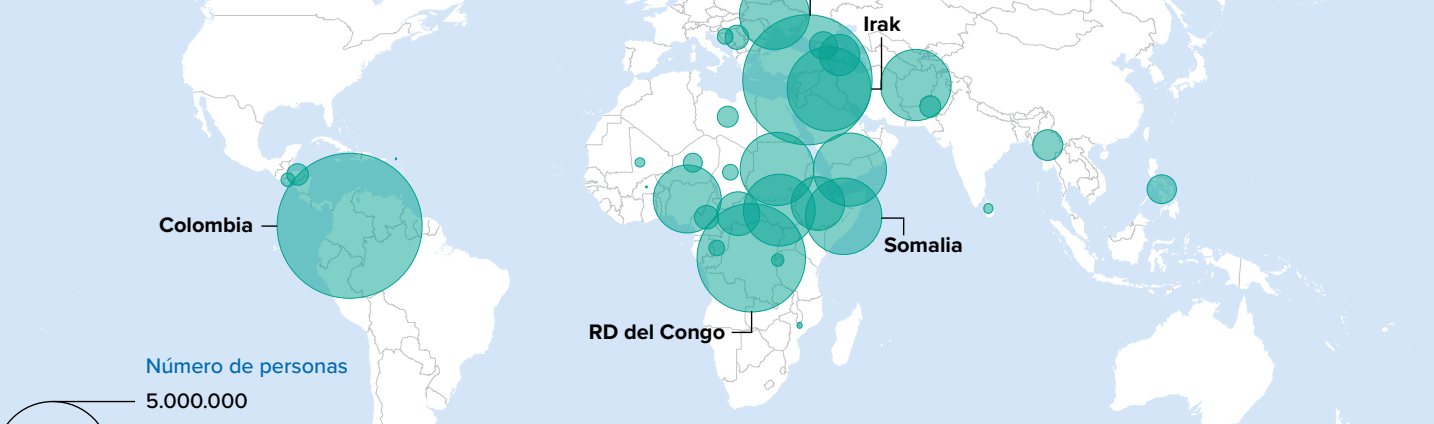 Irak
Colombia
Somalia
RD del Congo
Número de personas
5.000.000